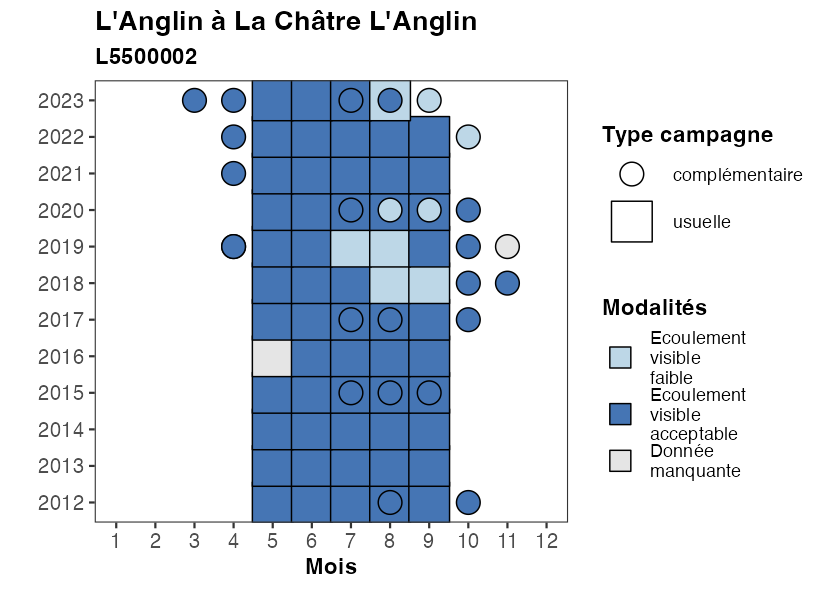 L'Anglin à La Châtre L'Anglin
L5500002
2023
2022
2021
2020
2019
2018
2017
2016
2015
2014
2013
2012
1 2 3 4 5 6 7 8 9 10 11 12
Mois
Type campagne
complémentaire
usuelle
Modalités
Ecoulement
visible
faible
Ecoulement
visible
acceptable
Donnée
manquante